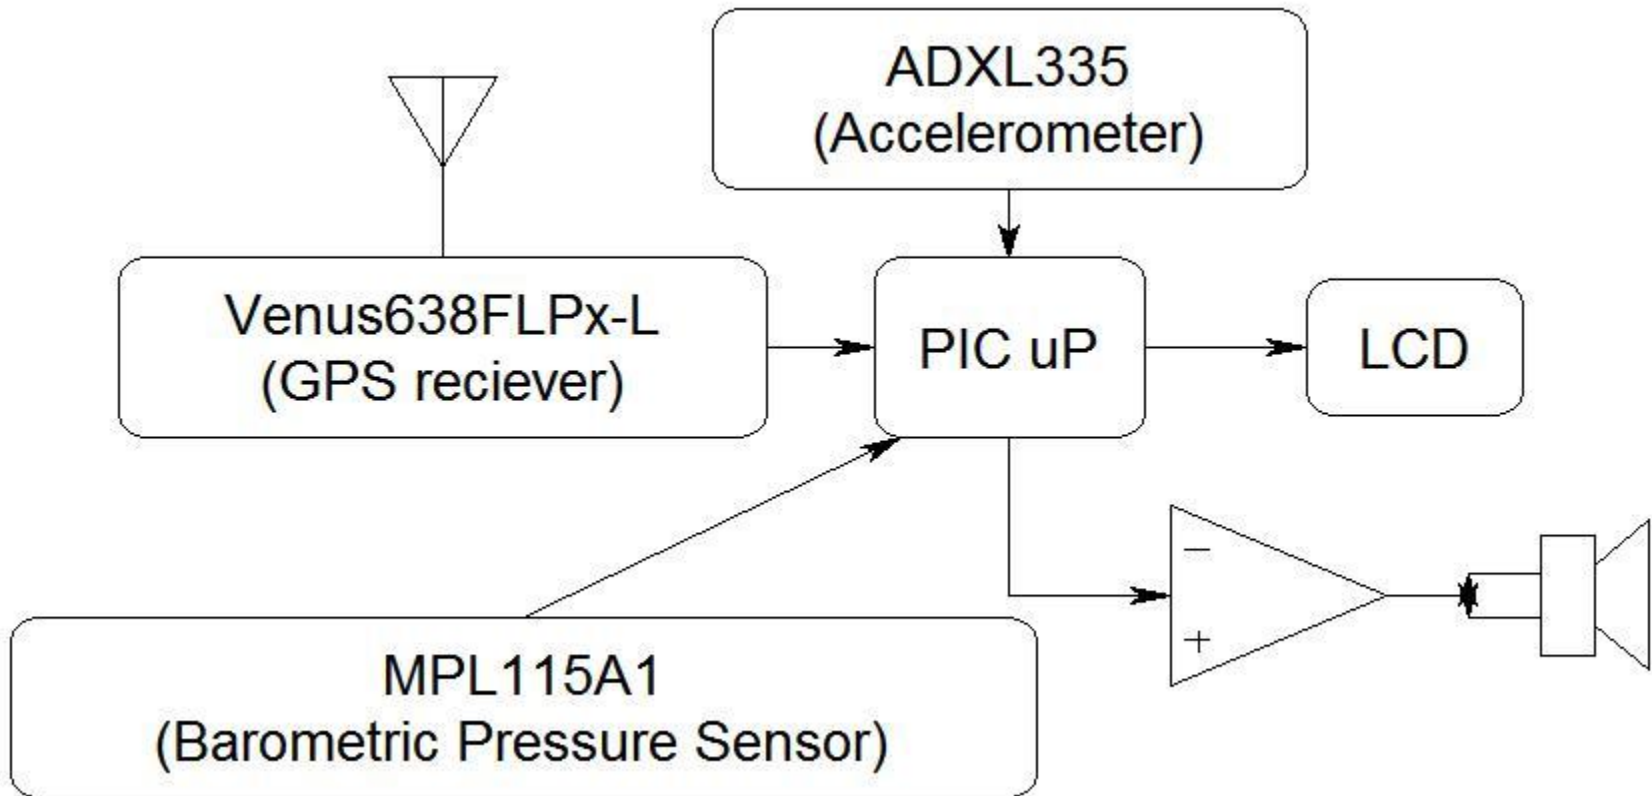 ADXL335
(Accelerometer)
Venus638FLPx-L
(GPS reciever)
PIC uP
LCD
−
+
MPL115A1
(Barometric Pressure Sensor)